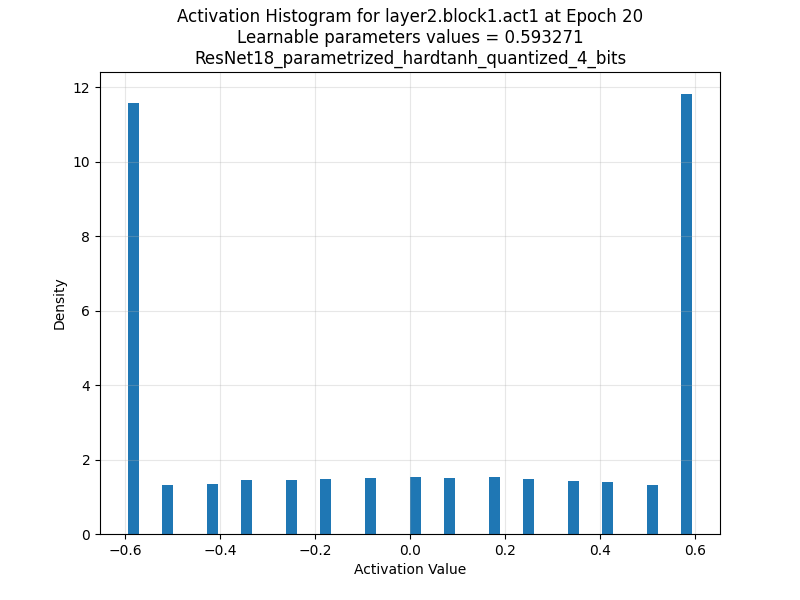 Activation Histogram for layer2.block1.act1 at Epoch 20
Learnable parameters values = 0.593271
ResNet18_parametrized_hardtanh_quantized_4_bits
12
10
8
6
4
2
0
Density
−0.6 −0.4 −0.2 0.0 0.2 0.4 0.6
Activation Value